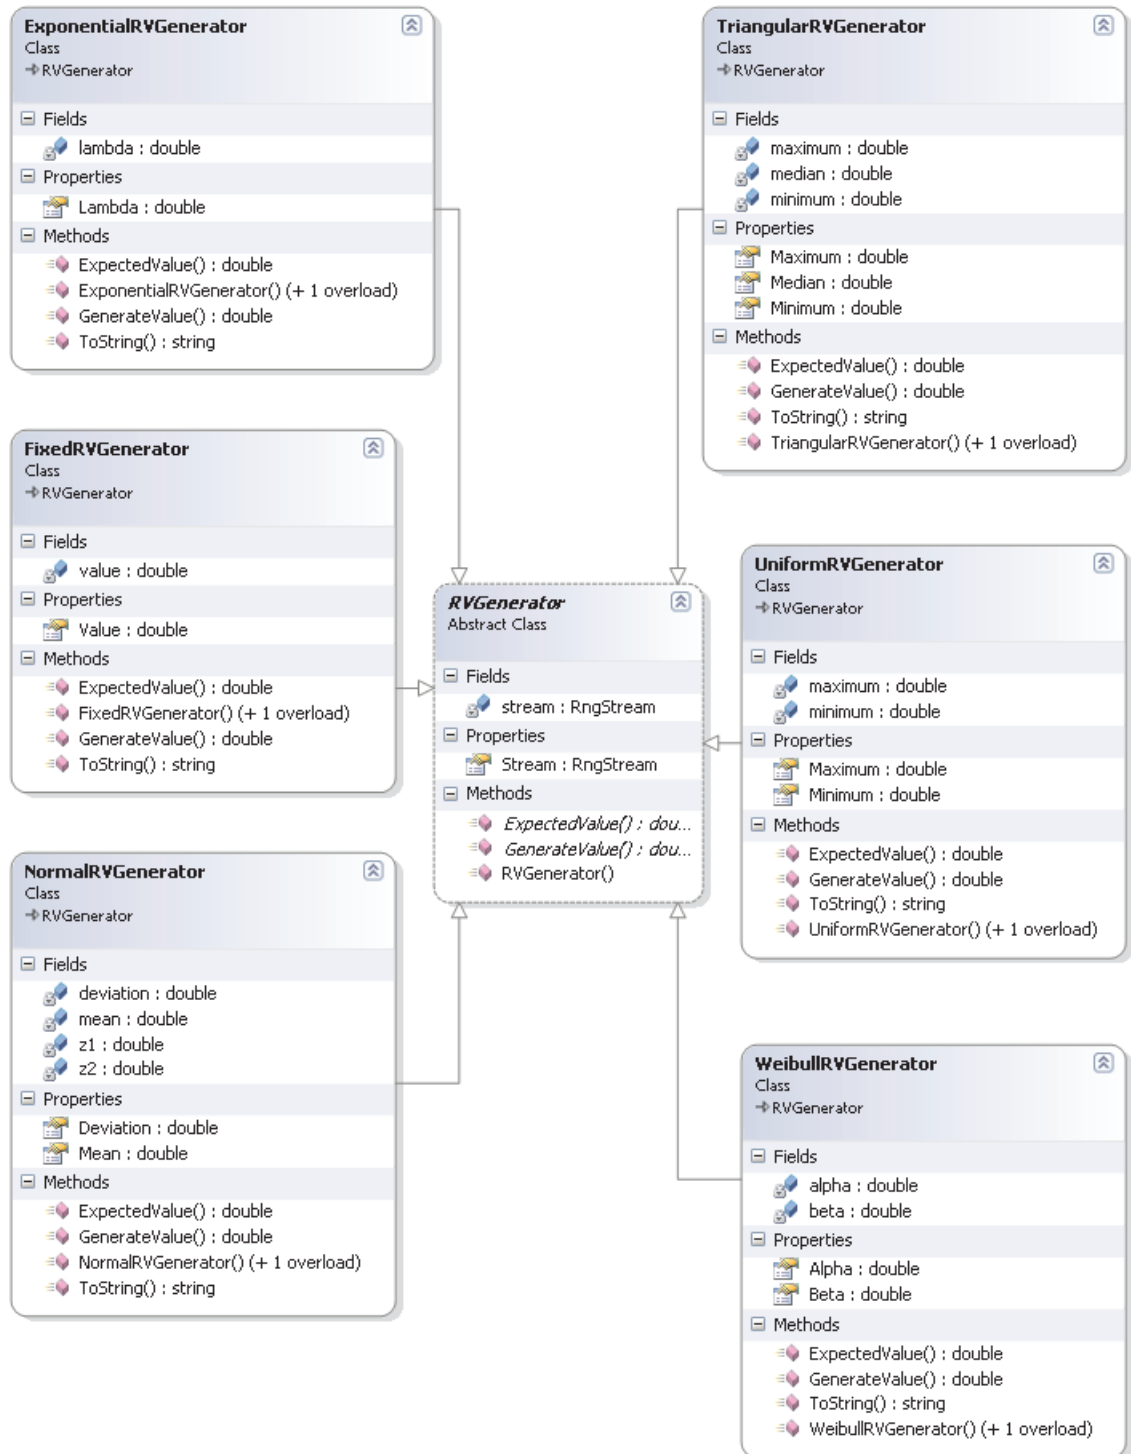 ExponentialRVGenerator
Class
RVGenerator
Fields
lambda : double
Properties
Lambda : double
Methods
ExpectedValue() : double
ExponentialRVGenerator() (+ 1 overload)
GenerateValue() : double
ToString() : string
TriangularRVGenerator
Class
RVGenerator
Fields
maximum : double
median : double
minimum : double
Properties
Maximum : double
Median : double
Minimum : double
Methods
ExpectedValue() : double
GenerateValue() : double
ToString() : string
TriangularRVGenerator() (+ 1 overload)
FixedRVGenerator
Class
RVGenerator
Fields
value : double
Properties
Value : double
Methods
ExpectedValue() : double
FixedRVGenerator() (+ 1 overload)
GenerateValue() : double
ToString() : string
RVGenerator
Abstract Class
Fields
stream : RngStream
Properties
Stream : RngStream
Methods
ExpectedValue() : dou...
GenerateValue() : dou...
RVGenerator()
UniformRVGenerator
Class
RVGenerator
Fields
maximum : double
minimum : double
Properties
Maximum : double
Minimum : double
Methods
ExpectedValue() : double
GenerateValue() : double
ToString() : string
UniformRVGenerator() (+ 1 overload)
NormalRVGenerator
Class
RVGenerator
Fields
deviation : double
mean : double
z1 : double
z2 : double
Properties
Deviation : double
Mean : double
Methods
ExpectedValue() : double
GenerateValue() : double
NormalRVGenerator() (+ 1 overload)
ToString() : string
WeibullRVGenerator
Class
RVGenerator
Fields
alpha : double
beta : double
Properties
Alpha : double
Beta : double
Methods
ExpectedValue() : double
GenerateValue() : double
ToString() : string
WeibullRVGenerator() (+ 1 overload)